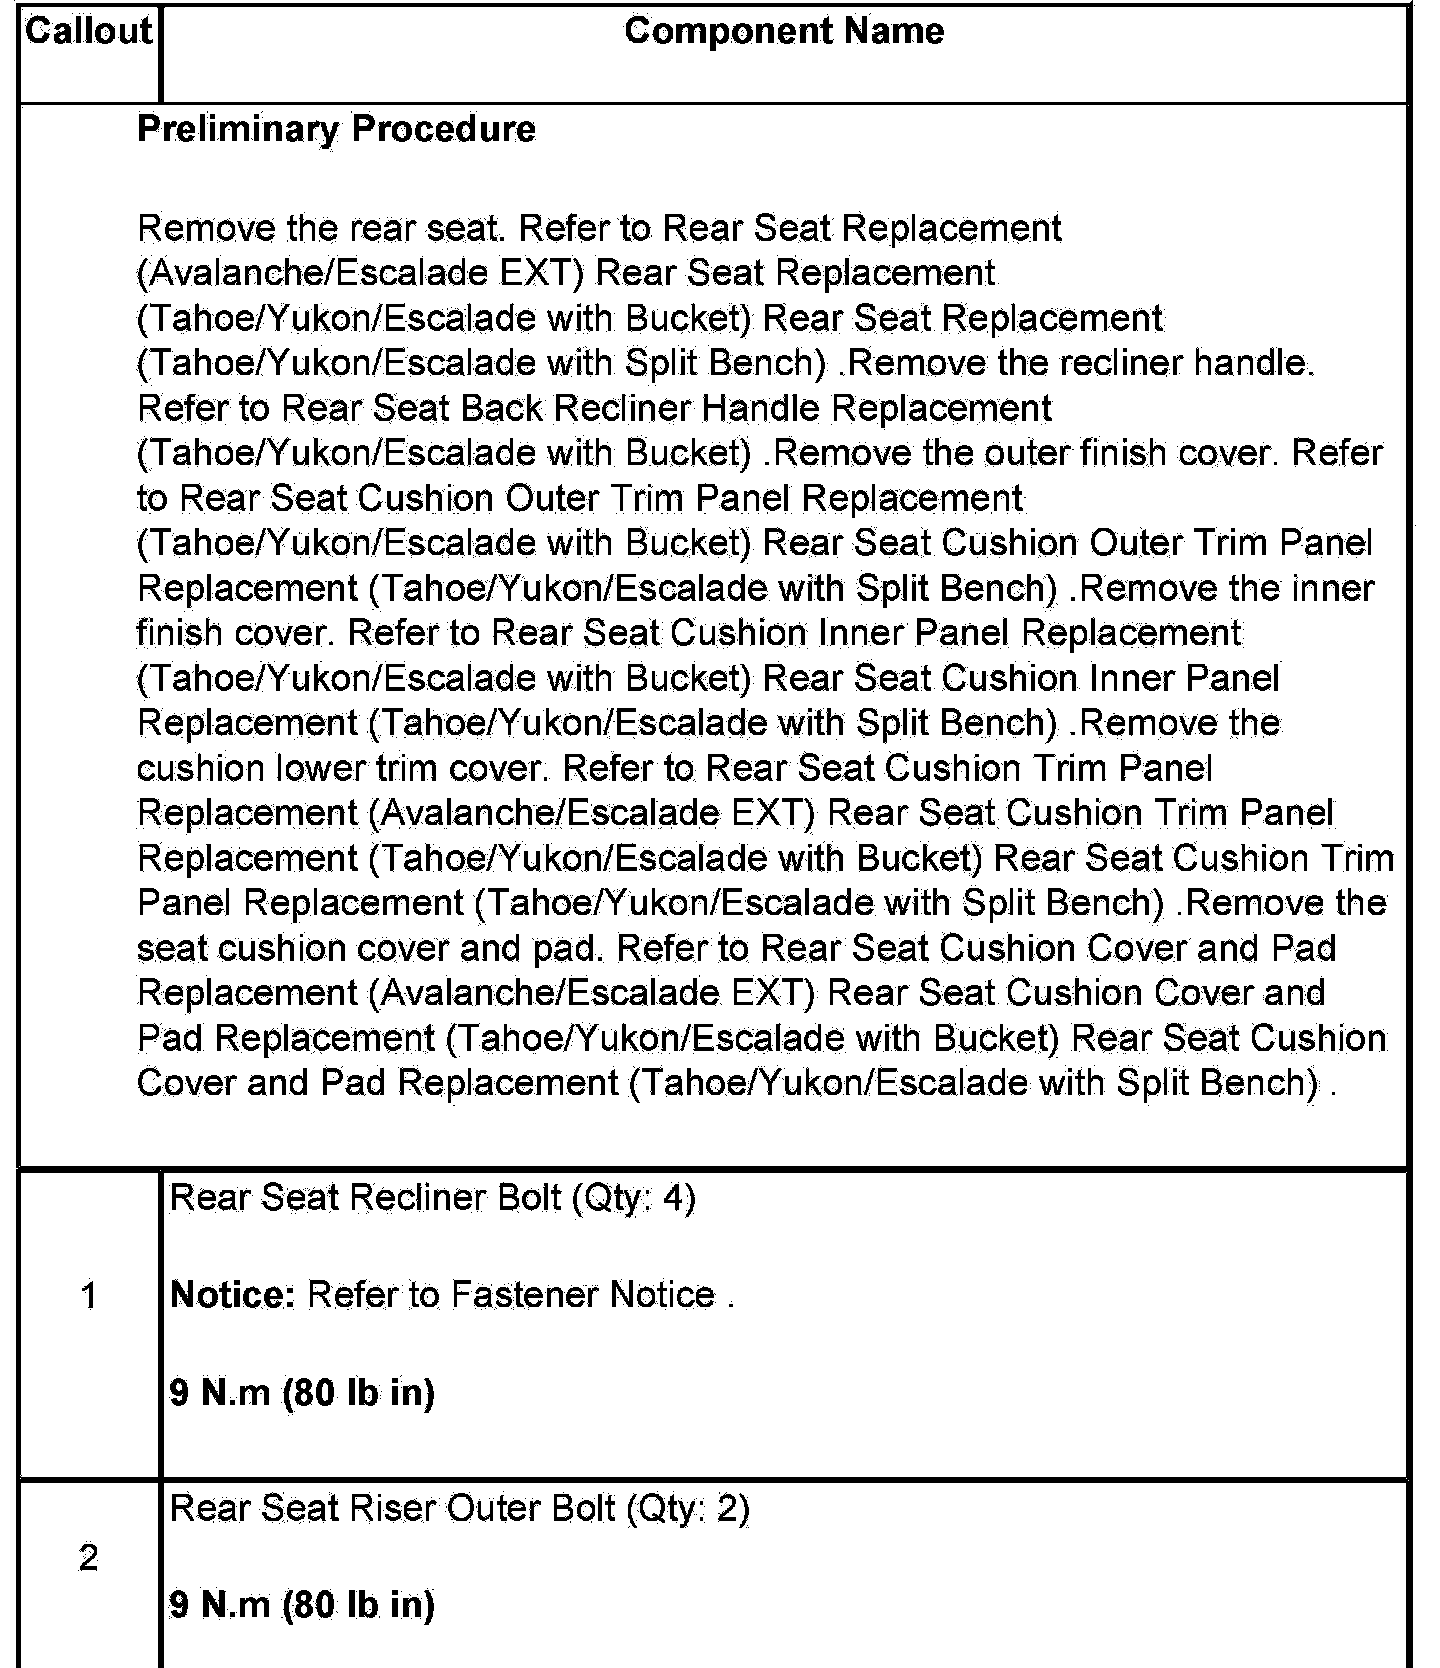 Callout Component Name
Preliminary Procedure
Remove the rear seat. Refer to Rear Seat Replacement
(Avalanche/Escalade EXT) Rear Seat Replacement
(Tahoe/Yukon/Escalade with Bucket) Rear Seat Replacement
(Tahoe/Yukon/Escalade with Split Bench) .Remove the recliner handle.
Refer to Rear Seat Back Recliner Handle Replacement
(Tahoe/Yukon/Escalade with Bucket) .Remove the outer finish cover. Refer
to Rear Seat Cushion Outer Trim Panel Replacement
(Tahoe/Yukon/Escalade with Bucket) Rear Seat Cushion Outer Trim Panel
Replacement (Tahoe/Yukon/Escalade with Split Bench) .Remove the inner
finish cover. Refer to Rear Seat Cushion Inner Panel Replacement
(Tahoe/Yukon/Escalade with Bucket) Rear Seat Cushion Inner Panel
Replacement (Tahoe/Yukon/Escalade with Split Bench) .Remove the
cushion lower trim cover. Refer to Rear Seat Cushion Trim Panel
Replacement (Avalanche/Escalade EXT) Rear Seat Cushion Trim Panel
Replacement (Tahoe/Yukon/Escalade with Bucket) Rear Seat Cushion Trim
Panel Replacement (Tahoe/Yukon/Escalade with Split Bench) .Remove the
seat cushion cover and pad. Refer to Rear Seat Cushion Cover and Pad
Replacement (Avalanche/Escalade EXT) Rear Seat Cushion Cover and
Pad Replacement (Tahoe/Yukon/Escalade with Bucket) Rear Seat Cushion
Cover and Pad Replacement (Tahoe/Yukon/Escalade with Split Bench) .
Rear Seat Recliner Bolt (Qty: 4)
1 Notice: Refer to Fastener Notice .
9 N.m (80 lb in)
Rear Seat Riser Outer Bolt (Qty: 2)
2
9 N.m (80 lb in)